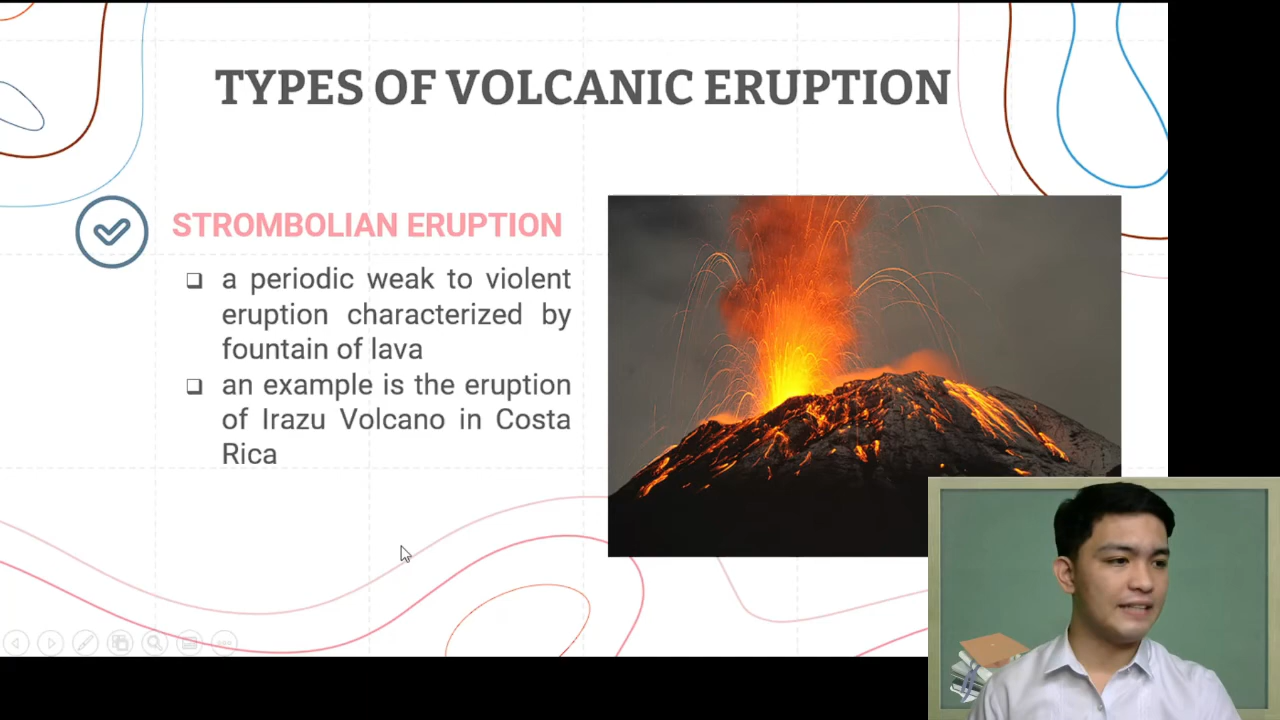 TYPES OF VOLCANIC ERUPTION
STROMBOLIAN ERUPTION
a periodic weak to violent
eruption characterized by
fountain of lava
an example is the eruption
of Irazu Volcano in Costa
Rica